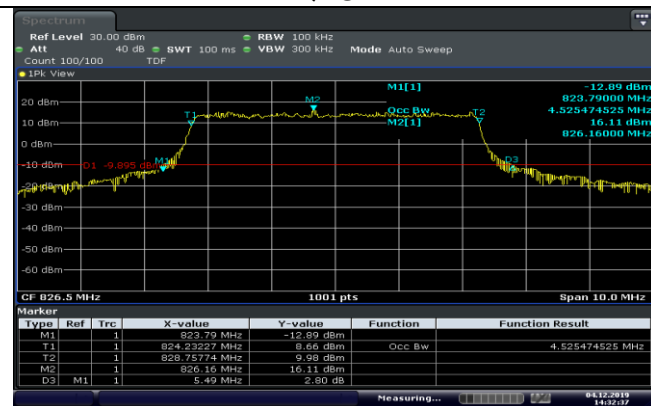 Spectrum
Ref Level 30.00 dBm RBW 100 kHz
Att 40 dB SWT 100 ms VBW 300 kHz Mode Auto Sweep
Count 100/100 TDF
1Pk View
M1[1] -12.89 dBm
823.79000 MHz
Occ Bw 4.525474525 MHz
M2[1] 16.11 dBm
826.16000 MHz
20 dBm
10 dBm
0 dBm
-10 dBm
-20 dBm
-30 dBm
-40 dBm
-50 dBm
-60 dBm
M2
T1
T2
D1 -9.895 dBm
M1
D3
CF 826.5 MHz 1001 pts Span 10.0 MHz
Marker
Type Ref Trc X-value Y-value Function Function Result
M1 1 823.79 MHz -12.89 dBm
T1 1 824.23227 MHz 8.66 dBm Occ Bw 4.525474525 MHz
T2 1 828.75774 MHz 9.98 dBm
M2 1 826.16 MHz 16.11 dBm
D3 M1 1 5.49 MHz 2.80 dB
Measuring... 04.12.2019
14:32:37